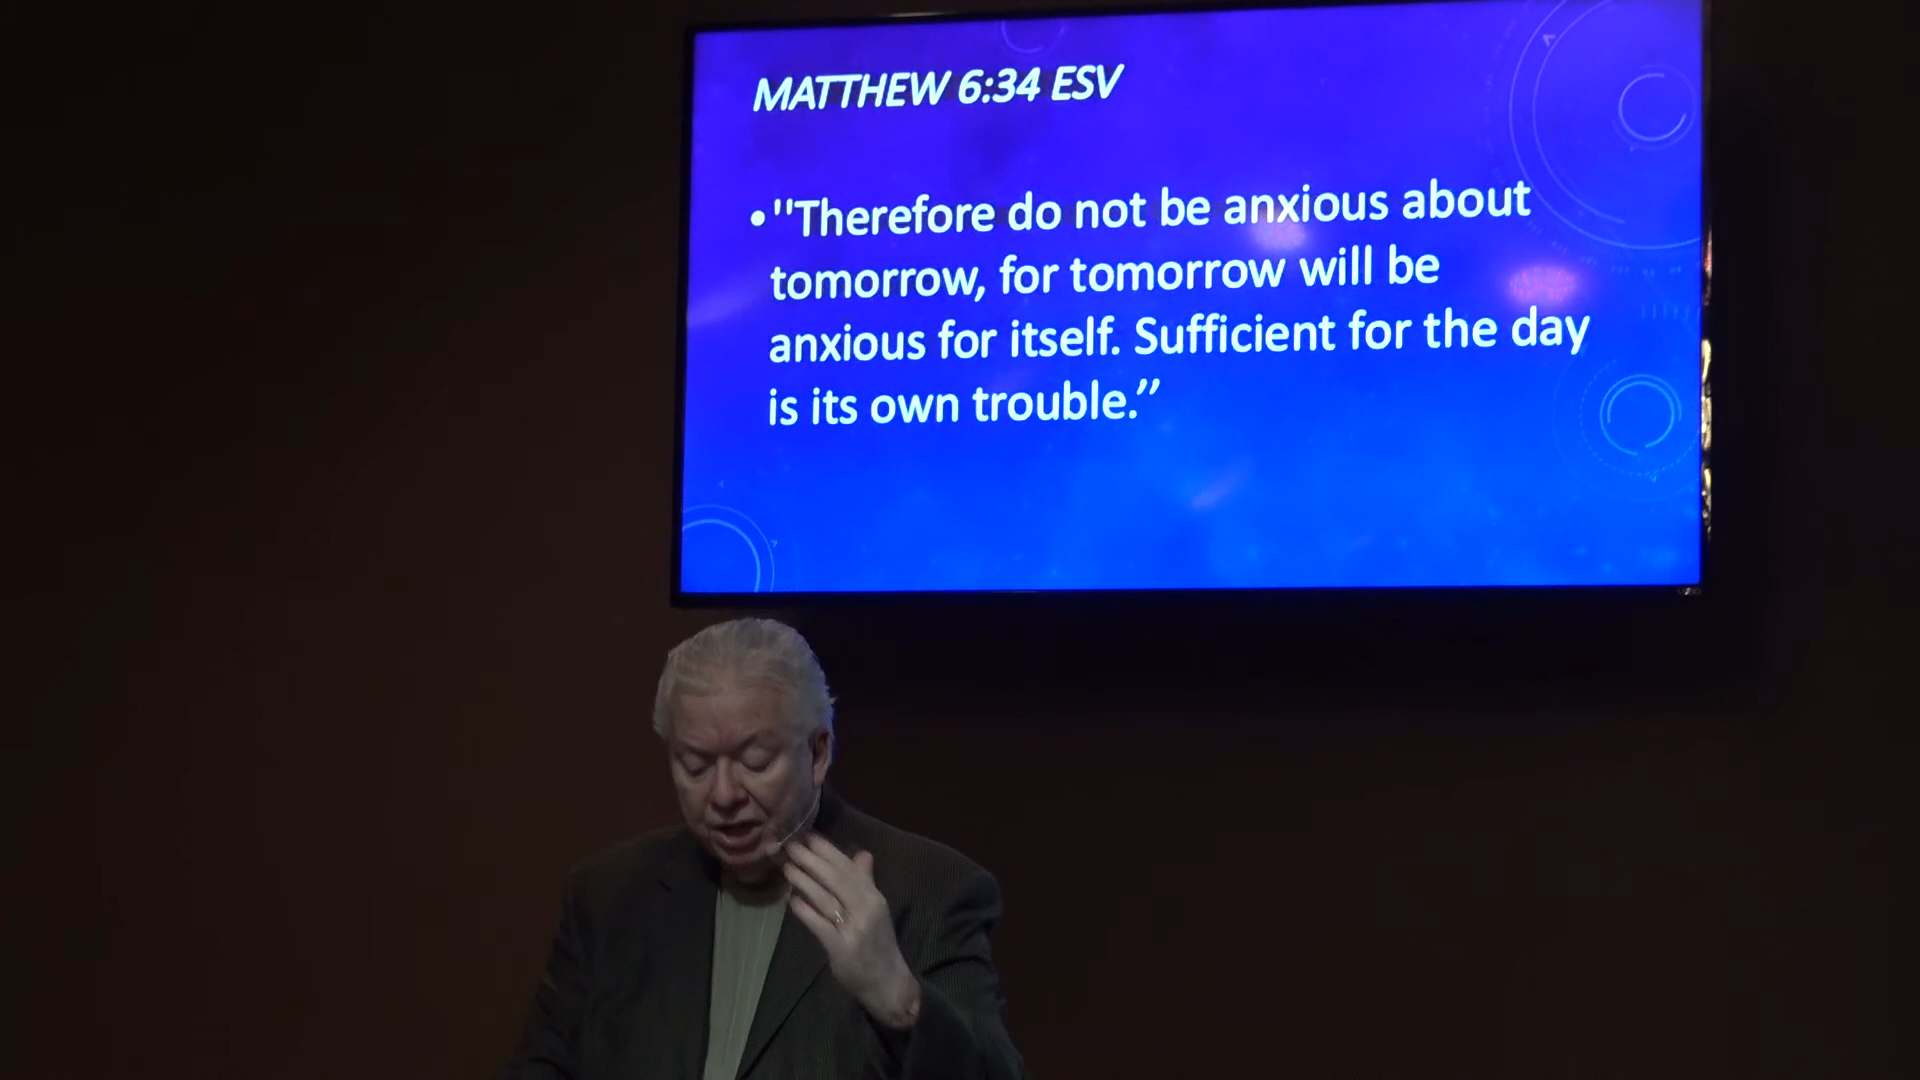 MATTHEW 6:34 ESV
•"Therefore do not be anxious about
tomorrow, for tomorrow will be
anxious for itself. Sufficient for the day
is its own trouble.”